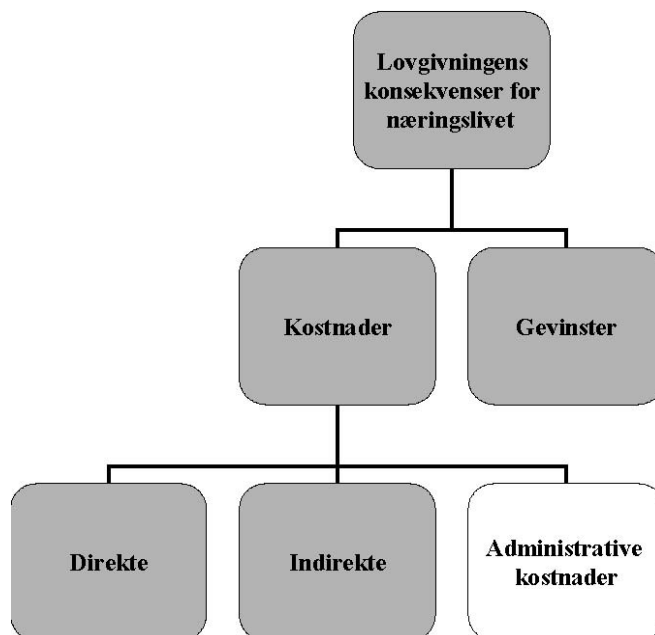 Lovgivningens
konsekvenser for
næringslivet
Kostnader
Gevinster
Direkte
Indirekte
Administrative
kostnader